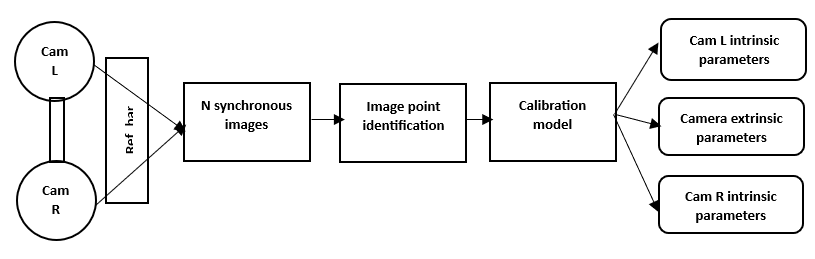 Cam
L
Ref bar
Cam
R
N synchronous
images
Image point
identification
Calibration
model
Cam L intrinsic
parameters
Camera extrinsic
parameters
Cam R intrinsic
parameters